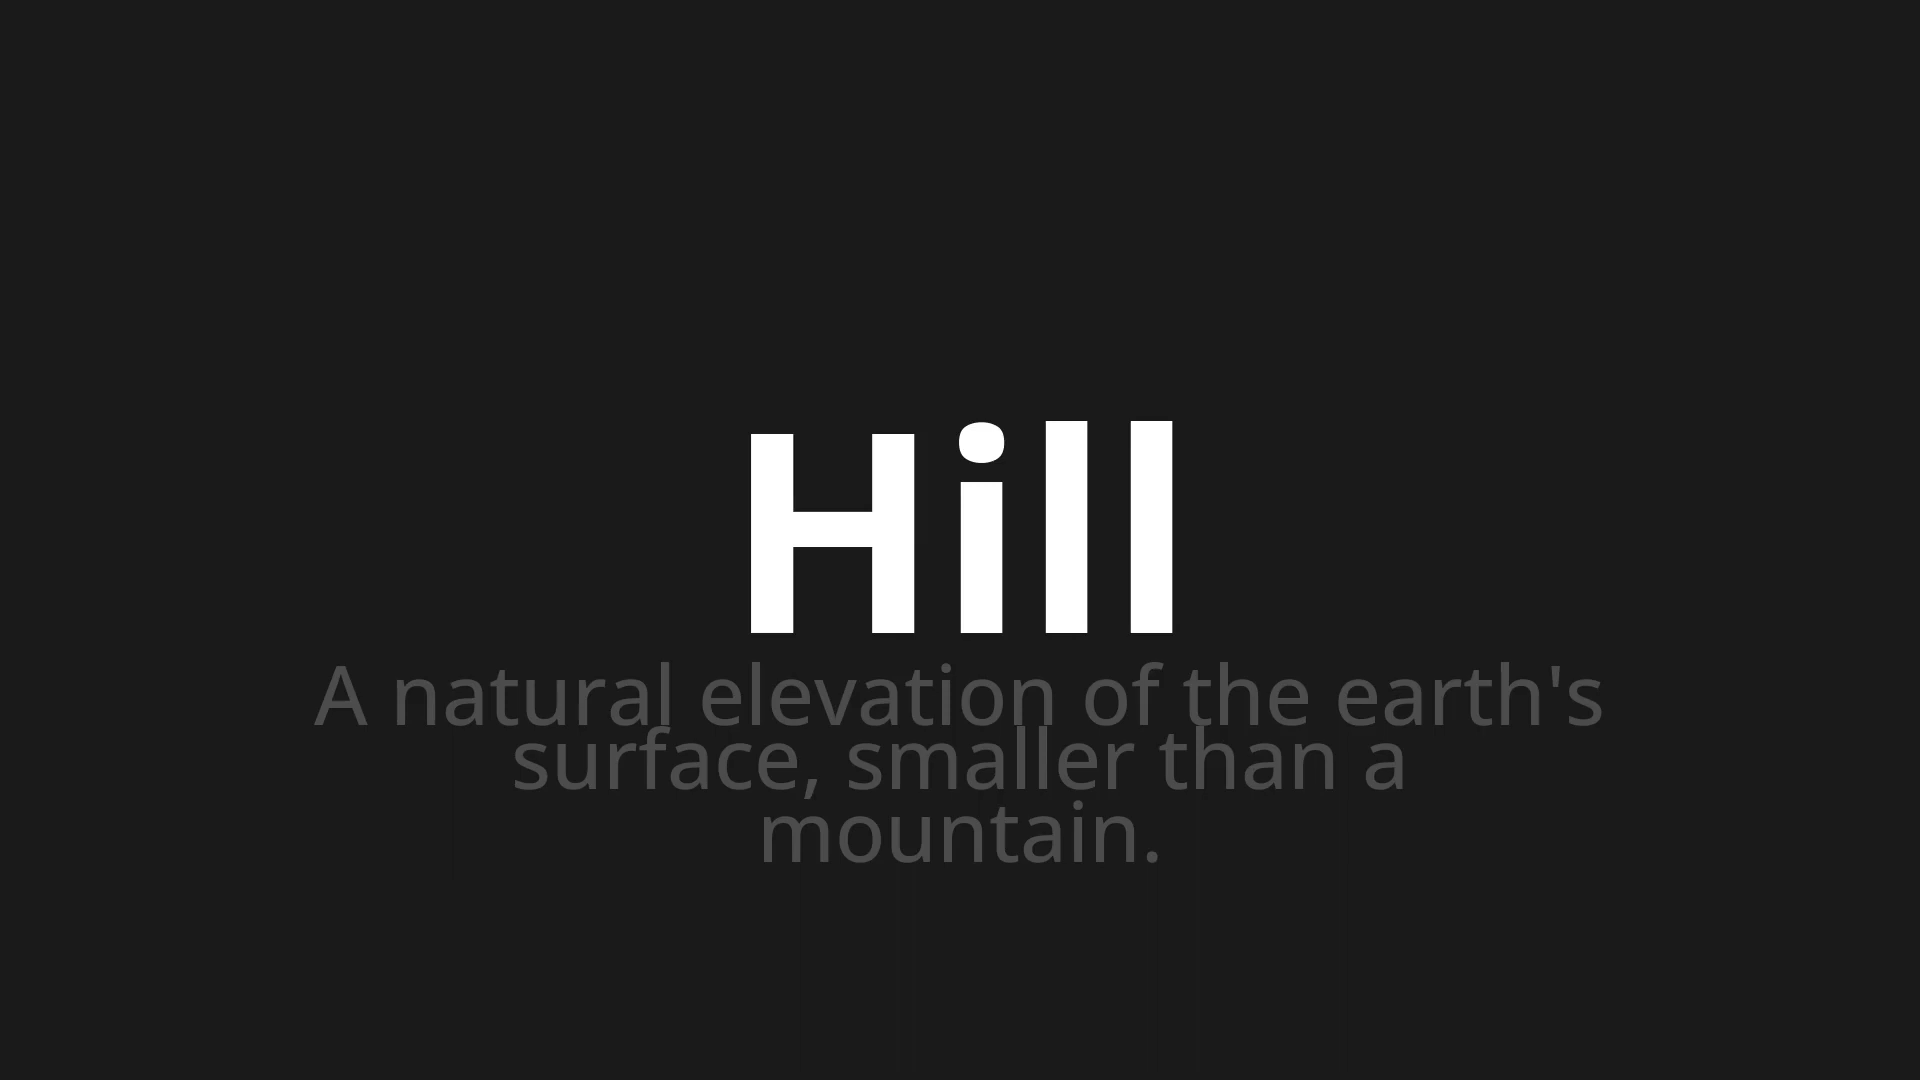 Hill
A natural elevation of the earth's
surface, smaller than a
mountain.